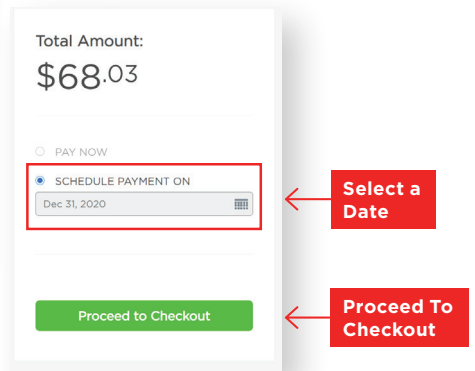 Total Amount:
$68.03
PAY NOW
SCHEDULE PAYMENT ON
Dec 31, 2020
Select a
Date
Proceed to Checkout
Proceed To
Checkout